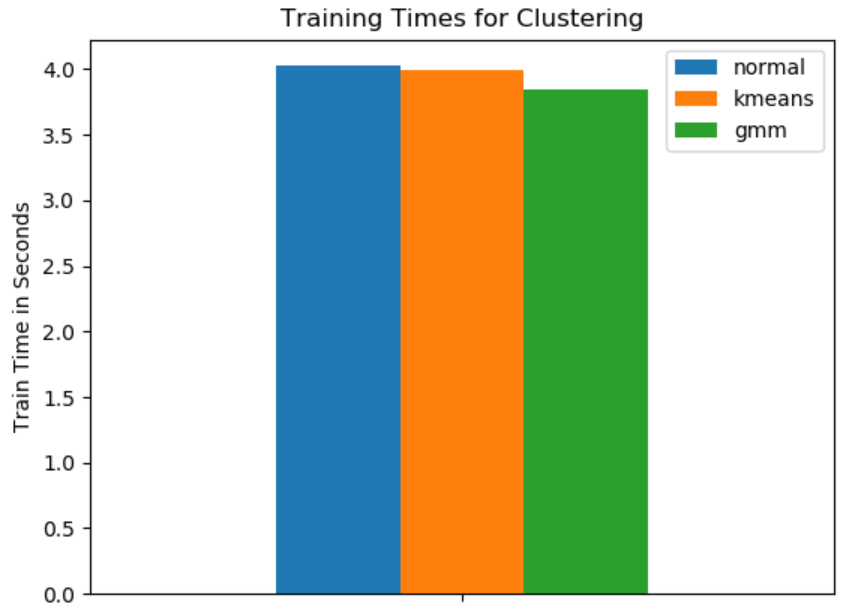 Training Times for Clustering
normal
kmeans
gmm
Train Time in Seconds
4.0
3.5
3.0
2.5
2.0
1.5
1.0
0.5
0.0